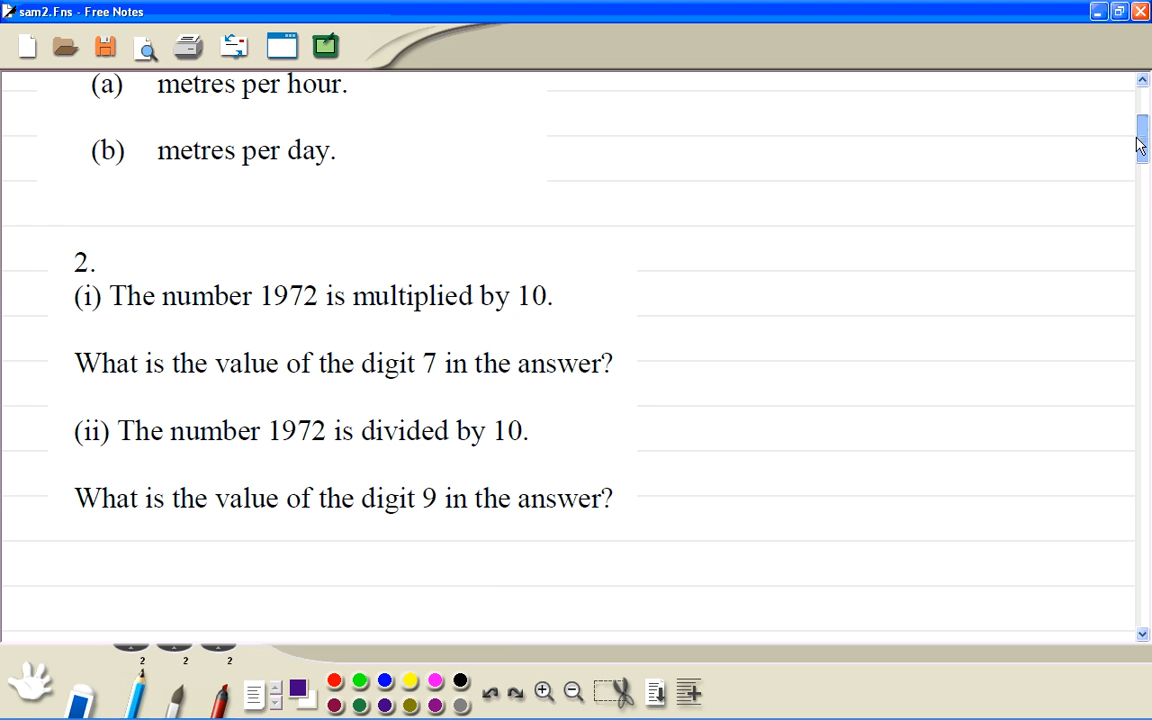 sam2.Fns - Free Notes
(a) metres per hour.
(b) metres per day.
2.
(i) The number 1972 is multiplied by 10.
What is the value of the digit 7 in the answer?
(ii) The number 1972 is divided by 10.
What is the value of the digit 9 in the answer?
2 2 2